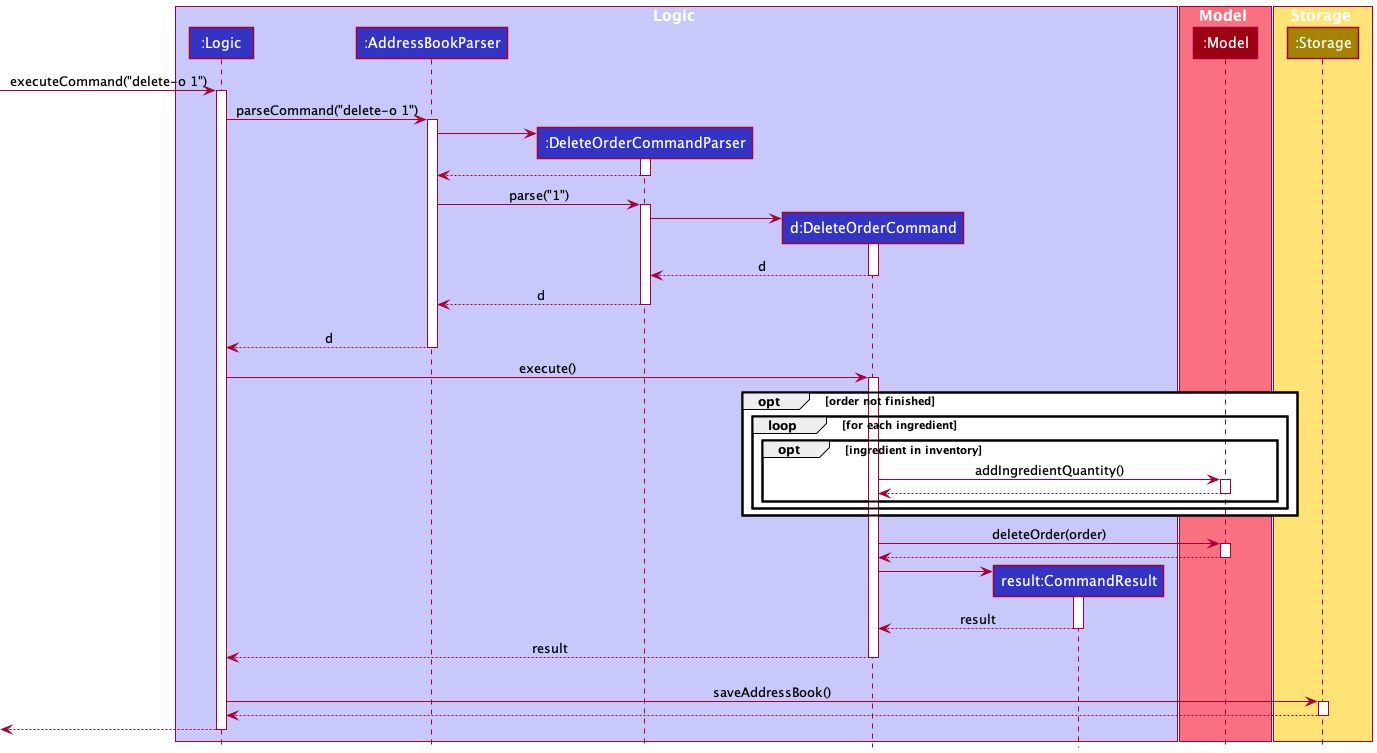 Logic
Model
Storage
:Logic
:AddressBookParser
:Model
:Storage
executeCommand("delete-o 1")
parseCommand("delete-o 1")
:DeleteOrderCommandParser
parse("1")
d:DeleteOrderCommand
d
d
d
execute()
opt [order not finished]
loop [for each ingredient]
opt [ingredient in inventory]
addIngredientQuantity()
deleteOrder(order)
result:CommandResult
result
result
saveAddressBook()